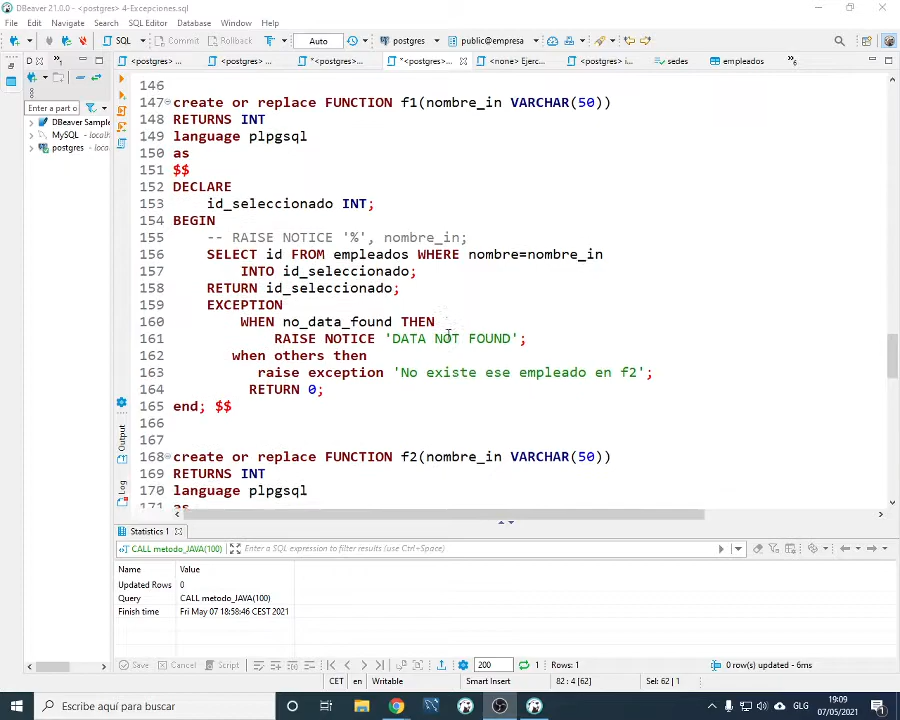 DBeaver 21.0.0 - <postgres> 4-Excepciones.sql
File Edit Navigate Search SQL Editor Database Window Help
SQL Commit Rollback Auto postgres public@empresa
D <postgres> ... <postgres> ... *<postgres... *<postgres... <none> Ejerc... <postgres> i... sedes empleados
Enter a part o
DBeaver Sample
MySQL - localh
postgres - loca
146
147 create or replace FUNCTION f1(nombre_in VARCHAR(50))
148 RETURNS INT
149 language plpgsql
150 as
151 $$
152 DECLARE
153 id_seleccionado INT;
154 BEGIN
155 -- RAISE NOTICE '%', nombre_in;
156 SELECT id FROM empleados WHERE nombre=nombre_in
157 INTO id_seleccionado;
158 RETURN id_seleccionado;
159 EXCEPTION
160 WHEN no_data_found THEN
161 RAISE NOTICE 'DATA NOT FOUND';
162 when others then
163 raise exception 'No existe ese empleado en f2';
164 RETURN 0;
165 end; $$
166
167
168 create or replace FUNCTION f2(nombre_in VARCHAR(50))
169 RETURNS INT
170 language plpgsql
171 as
Output
Log
Statistics 1
CALL metodo_JAVA(100) Enter a SQL expression to filter results (use Ctrl+Space)
Name Value
Updated Rows 0
Query CALL metodo_JAVA(100)
Finish time Fri May 07 18:58:46 CEST 2021
Save Cancel Script 200 1 Rows: 1 0 row(s) updated - 6ms
CET en Writable Smart Insert 82 : 4 [62] Sel: 62 | 1
Escribe aquí para buscar GLG 19:09
07/05/2021 1